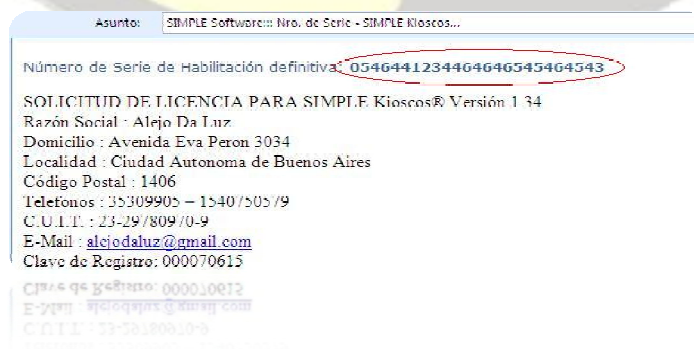 Asunto: SIMPLE Software::: Nro. de Serie - SIMPLE Kioscos...
Número de Serie de Habilitación definitiva: 0546441234464646545464543
SOLICITUD DE LICENCIA PARA SIMPLE Kioscos® Versión 1.34
Razón Social : Alejo Da Luz
Domicilio : Avenida Eva Peron 3034
Localidad : Ciudad Autonoma de Buenos Aires
Código Postal : 1406
Telefonos : 35309905 – 1540750579
C.U.I.T. : 23-29780970-9
E-Mail : alejodaluz@gmail.com
Clave de Registro: 000070615